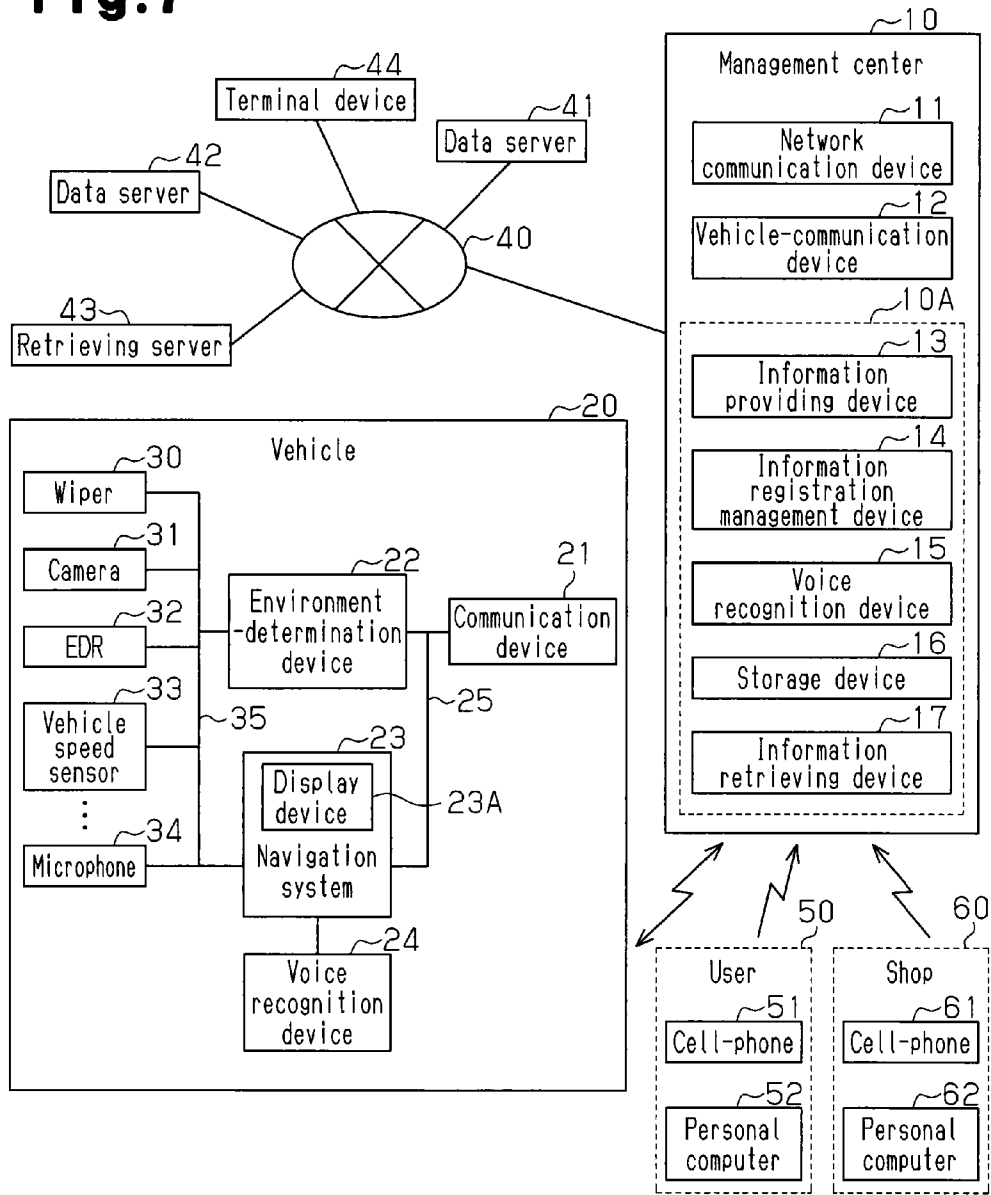 Fig.7
44
Terminal device
41
Data server
42
Data server
40
43
Retrieving server
10
Management center
11
Network
communication device
12
Vehicle-communication
device
10A
13
Information
providing device
14
Information
registration
management device
15
Voice
recognition device
16
Storage device
17
Information
retrieving device
20
Vehicle
30
Wiper
31
Camera
32
EDR
33
Vehicle
speed
sensor
34
Microphone
35
22
Environment
-determination
device
21
Communication
device
25
23
Display
device
23A
Navigation
system
24
Voice
recognition
device
50
User
51
Cell-phone
52
Personal
computer
60
Shop
61
Cell-phone
62
Personal
computer